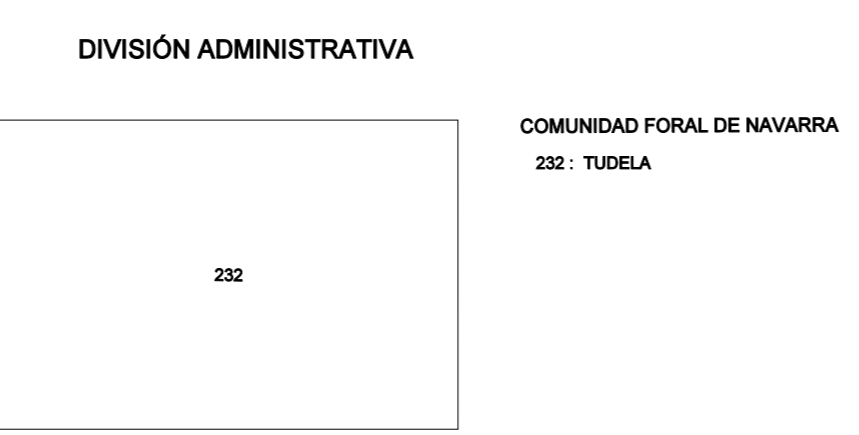 DIVISIÓN ADMINISTRATIVA
COMUNIDAD FORAL DE NAVARRA
232 : TUDELA
232